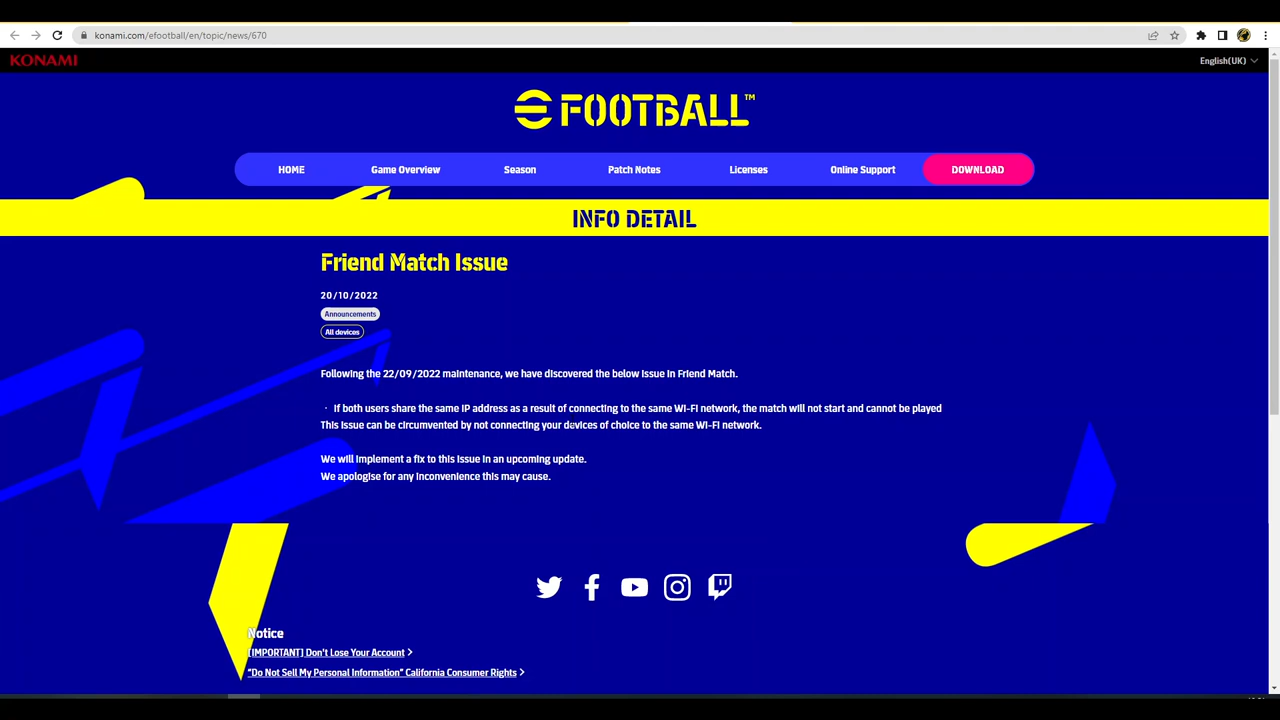 konami.com/efootball/en/topic/news/670
KONAMI
English(UK)
eFOOTBALL™
HOME Game Overview Season Patch Notes Licenses Online Support DOWNLOAD
INFO DETAIL
Friend Match Issue
20/10/2022
Announcements
All devices
Following the 22/09/2022 maintenance, we have discovered the below issue in Friend Match.
・ If both users share the same IP address as a result of connecting to the same Wi-Fi network, the match will not start and cannot be played
This issue can be circumvented by not connecting your devices of choice to the same Wi-Fi network.
We will implement a fix to this issue in an upcoming update.
We apologise for any inconvenience this may cause.
Notice
[IMPORTANT] Don't Lose Your Account
"Do Not Sell My Personal Information" California Consumer Rights